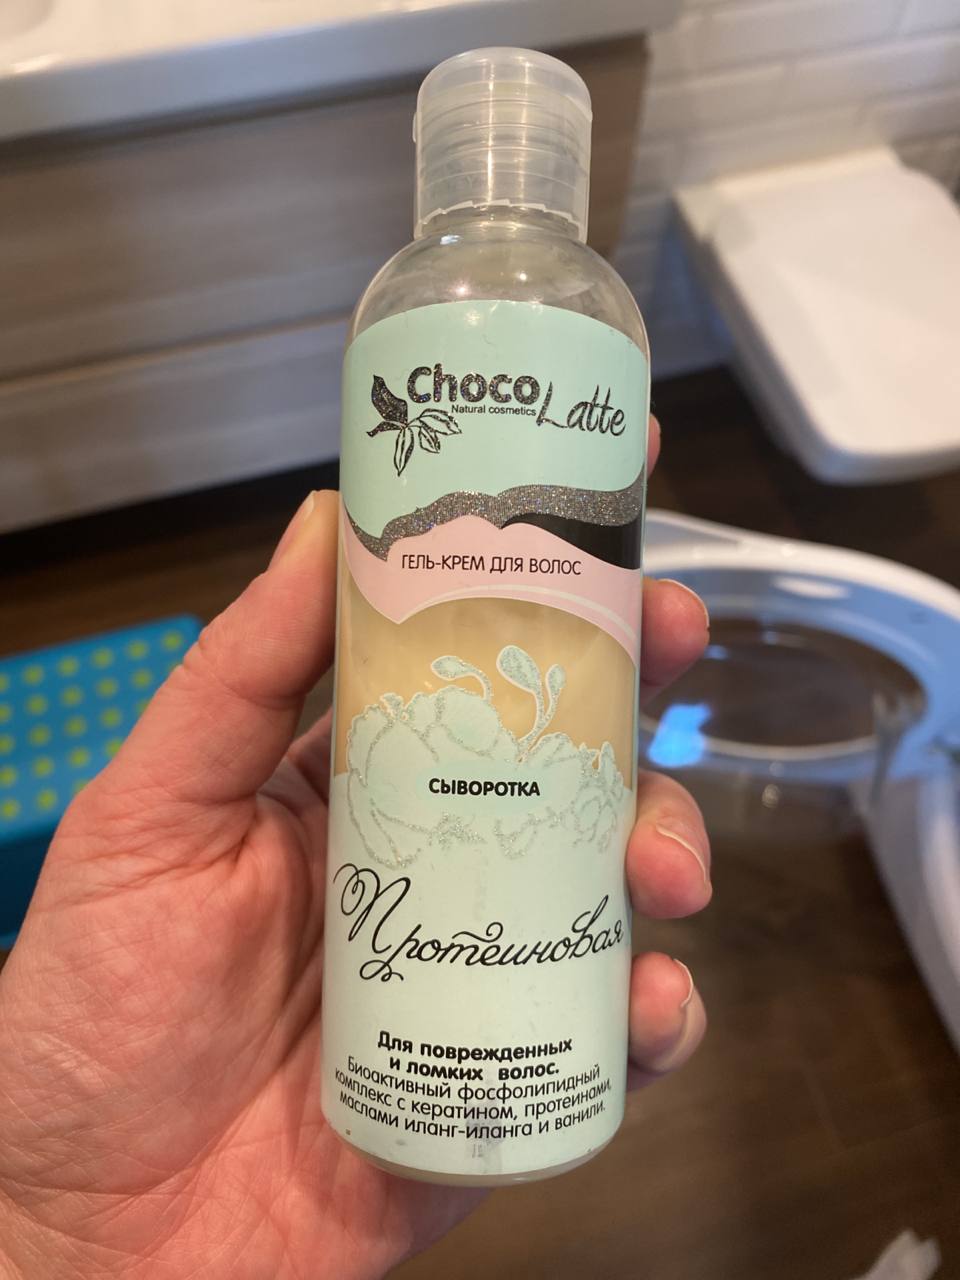 Choco Latte
Natural cosmetics
ГЕЛЬ-КРЕМ ДЛЯ ВОЛОС
СЫВОРОТКА
Протеиновая
Для поврежденных
и ломких волос.
Биоактивный фосфолипидный
комплекс с кератином, протеинами,
маслами иланг-иланга и ванили.